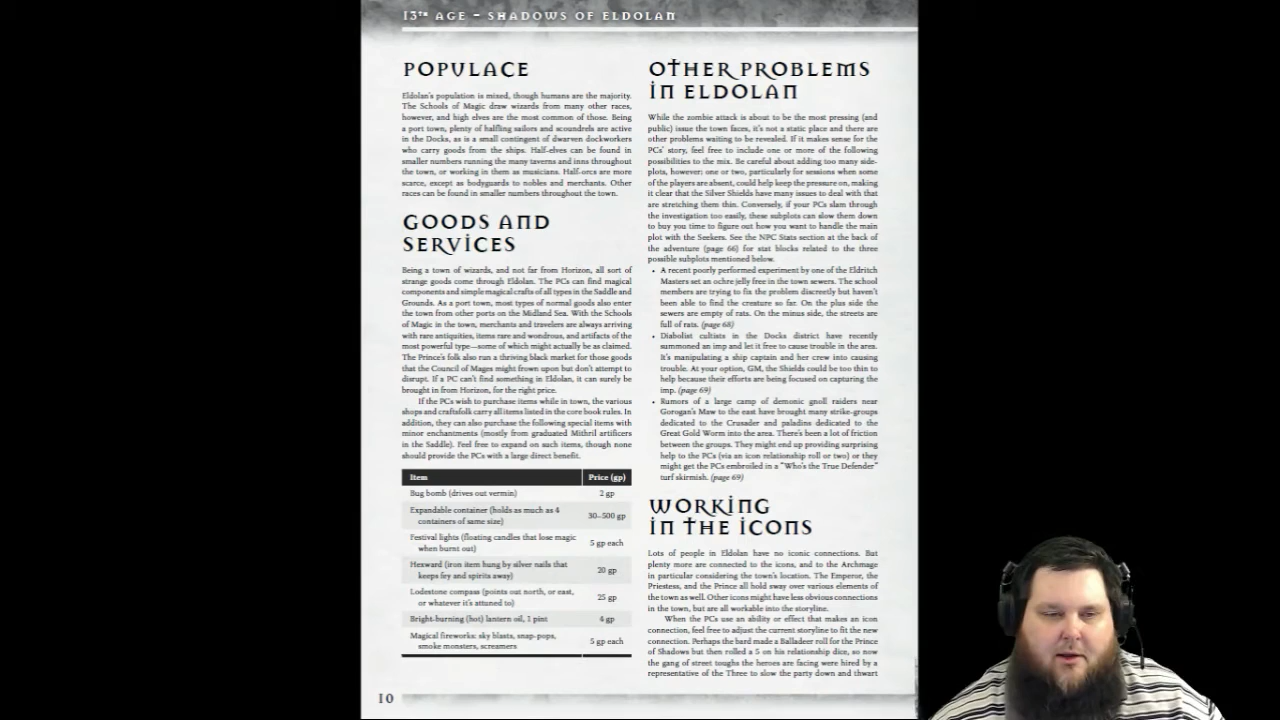 13TH AGE - SHADOWS OF ELDOLAN
POPULACE
Eldolan's population is mixed, though humans are the majority.
The Schools of Magic draw wizards from many other races,
however, and high elves are the most common of those. Being
a port town, plenty of halfling sailors and scoundrels are active
in the Docks, as is a small contingent of dwarven dockworkers
who carry goods from the ships. Half-elves can be found in
smaller numbers running the many taverns and inns throughout
the town, or working in them as musicians. Half-orcs are more
scarce, except as bodyguards to nobles and merchants. Other
races can be found in smaller numbers throughout the town.
GOODS AND
SERVICES
Being a town of wizards, and not far from Horizon, all sort of
strange goods come through Eldolan. The PCs can find magical
components and simple magical crafts of all types in the Saddle and
Grounds. As a port town, most types of normal goods also enter
the town from other ports on the Midland Sea. With the Schools
of Magic in the town, merchants and travelers are always arriving
with rare antiquities, items rare and wondrous, and artifacts of the
most powerful type—some of which might actually be as claimed.
The Prince's folk also run a thriving black market for those goods
that the Council of Mages might frown upon but don't attempt to
disrupt. If a PC can't find something in Eldolan, it can surely be
brought in from Horizon, for the right price.
If the PCs wish to purchase items while in town, the various
shops and craftsfolk carry all items listed in the core book rules. In
addition, they can also purchase the following special items with
minor enchantments (mostly from graduated Mithril artificers
in the Saddle). Feel free to expand on such items, though none
should provide the PCs with a large direct benefit.
Item Price (gp)
Bug bomb (drives out vermin) 2 gp
Expandable container (holds as much as 4
containers of same size) 30–500 gp
Festival lights (floating candles that lose magic
when burnt out) 5 gp each
Hexward (iron item hung by silver nails that
keeps fey and spirits away) 20 gp
Lodestone compass (points out north, or east,
or whatever it's attuned to) 25 gp
Bright-burning (hot) lantern oil, 1 pint 4 gp
Magical fireworks: sky blasts, snap-pops,
smoke monsters, screamers 5 gp each
10
OTHER PROBLEMS
IN ELDOLAN
While the zombie attack is about to be the most pressing (and
public) issue the town faces, it's not a static place and there are
other problems waiting to be revealed. If it makes sense for the
PCs' story, feel free to include one or more of the following
possibilities to the mix. Be careful about adding too many side-
plots, however; one or two, particularly for sessions when some
of the players are absent, could help keep the pressure on, making
it clear that the Silver Shields have many issues to deal with that
are stretching them thin. Conversely, if your PCs slam through
the investigation too easily, these subplots can slow them down
to buy you time to figure out how you want to handle the main
plot with the Seekers. See the NPC Stats section at the back of
the adventure (page 66) for stat blocks related to the three
possible subplots mentioned below.
• A recent poorly performed experiment by one of the Eldritch
Masters set an ochre jelly free in the town sewers. The school
members are trying to fix the problem discreetly but haven't
been able to find the creature so far. On the plus side the
sewers are empty of rats. On the minus side, the streets are
full of rats. (page 68)
• Diabolist cultists in the Docks district have recently
summoned an imp and let it free to cause trouble in the area.
It's manipulating a ship captain and her crew into causing
trouble. At your option, GM, the Shields could be too thin to
help because their efforts are being focused on capturing the
imp. (page 69)
• Rumors of a large camp of demonic gnoll raiders near
Gorogan's Maw to the east have brought many strike-groups
dedicated to the Crusader and paladins dedicated to the
Great Gold Worm into the area. There's been a lot of friction
between the groups. They might end up providing surprising
help to the PCs (via an icon relationship roll or two) or they
might get the PCs embroiled in a "Who's the True Defender"
turf skirmish. (page 69)
WORKING
IN THE ICONS
Lots of people in Eldolan have no iconic connections. But
plenty more are connected to the icons, and to the Archmage
in particular considering the town's location. The Emperor, the
Priestess, and the Prince all hold sway over various elements of
the town as well. Other icons might have less obvious connections
in the town, but are all workable into the storyline.
When the PCs use an ability or effect that makes an icon
connection, feel free to adjust the current storyline to fit the new
connection. Perhaps the bard made a Balladeer roll for the Prince
of Shadows but then rolled a 5 on his relationship dice, so now
the gang of street toughs the heroes are facing were hired by a
representative of the Three to slow the party down and thwart